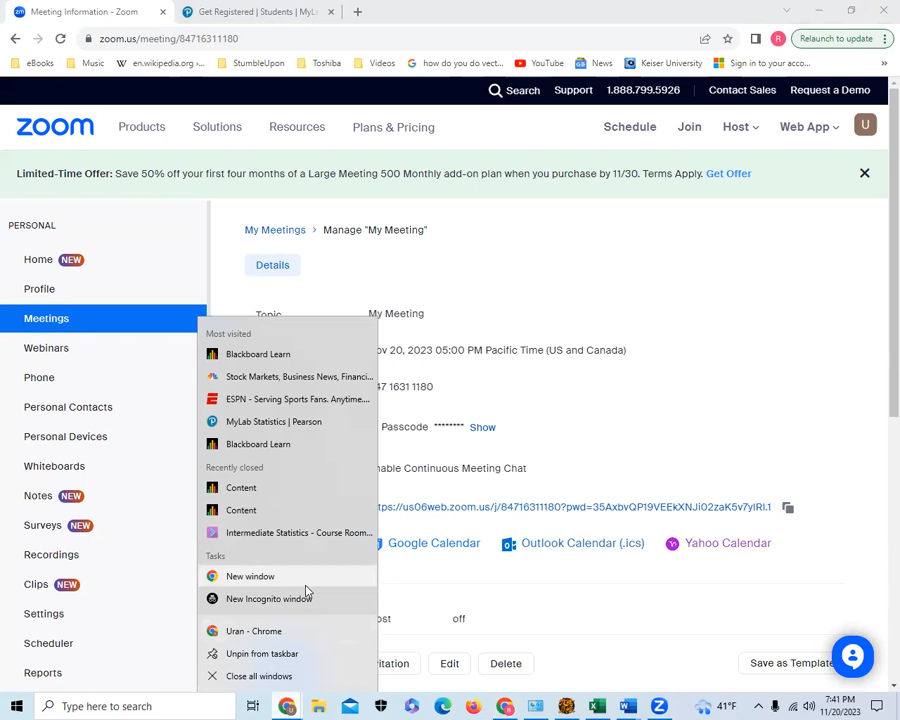 Meeting Information - Zoom
Get Registered | Students | MyL
zoom.us/meeting/84716311180
R
Relaunch to update
eBooks
Music
en.wikipedia.org ...
StumbleUpon
Toshiba
Videos
how do you do vect...
YouTube
News
Keiser University
Sign in to your acco...
Search
Support
1.888.799.5926
Contact Sales
Request a Demo
zoom
Products
Solutions
Resources
Plans & Pricing
Schedule
Join
Host
Web App
U
Limited-Time Offer: Save 50% off your first four months of a Large Meeting 500 Monthly add-on plan when you purchase by 11/30. Terms Apply. Get Offer
PERSONAL
Home NEW
Profile
Meetings
Webinars
Phone
Personal Contacts
Personal Devices
Whiteboards
Notes NEW
Surveys NEW
Recordings
Clips NEW
Settings
Scheduler
Reports
My Meetings > Manage "My Meeting"
Details
Topic
My Meeting
ov 20, 2023 05:00 PM Pacific Time (US and Canada)
47 1631 1180
Passcode ******** Show
nable Continuous Meeting Chat
tps://us06web.zoom.us/j/84716311180?pwd=35AxbvQP19VEEkXNJi02zaK5v7yIRI.1
Google Calendar
Outlook Calendar (.ics)
Yahoo Calendar
ost
off
itation
Edit
Delete
Save as Template
Most visited
Blackboard Learn
Stock Markets, Business News, Financi...
ESPN - Serving Sports Fans. Anytime....
MyLab Statistics | Pearson
Blackboard Learn
Recently closed
Content
Content
Intermediate Statistics - Course Room...
Tasks
New window
New Incognito window
Uran - Chrome
Unpin from taskbar
Close all windows
Type here to search
41°F
7:41 PM
11/20/2023